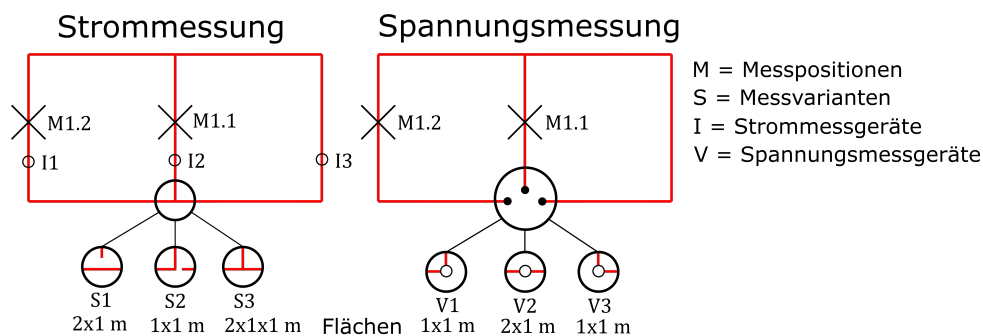 Strommessung
M1.2
M1.1
I1
I2
I3
S1
S2
S3
2x1 m
1x1 m
2x1x1 m
Flächen
Spannungsmessung
M1.2
M1.1
V1
V2
V3
1x1 m
2x1 m
1x1 m
M = Messpositionen
S = Messvarianten
I = Strommessgeräte
V = Spannungsmessgeräte